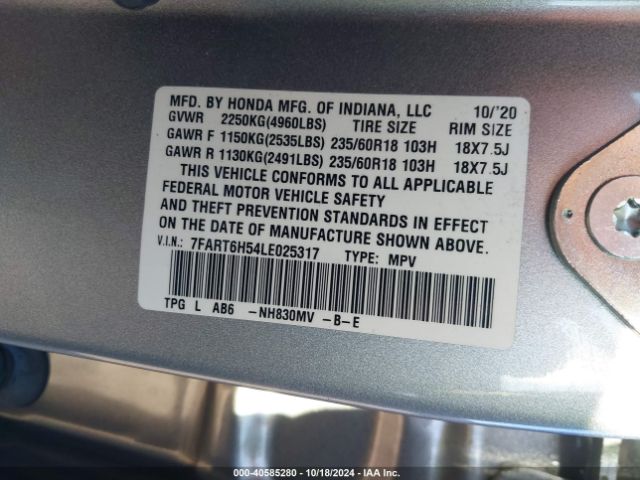 MFD. BY HONDA MFG. OF INDIANA, LLC 10/'20
GVWR 2250KG(4960LBS) TIRE SIZE RIM SIZE
GAWR F 1150KG(2535LBS) 235/60R18 103H 18X7.5J
GAWR R 1130KG(2491LBS) 235/60R18 103H 18X7.5J
THIS VEHICLE CONFORMS TO ALL APPLICABLE
FEDERAL MOTOR VEHICLE SAFETY
AND THEFT PREVENTION STANDARDS IN EFFECT
ON THE DATE OF MANUFACTURE SHOWN ABOVE.
V.I.N.: 7FART6H54LE025317 TYPE: MPV
TPG L AB6 -NH830MV -B-E
000-40585280 - 10/18/2024 - IAA Inc.